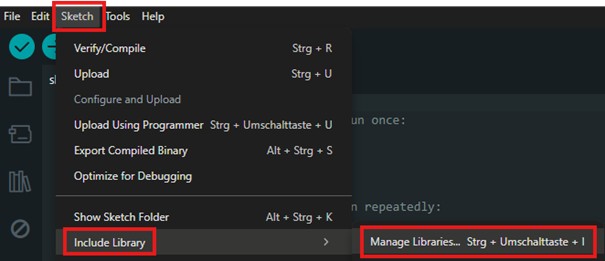 File Edit Sketch Tools Help
Verify/Compile Strg + R
Upload Strg + U
Configure and Upload
un once:
Upload Using Programmer Strg + Umschalttaste + U
Export Compiled Binary Alt + Strg + S
Optimize for Debugging
n repeatedly:
Show Sketch Folder Alt + Strg + K
Include Library Manage Libraries... Strg + Umschalttaste + I